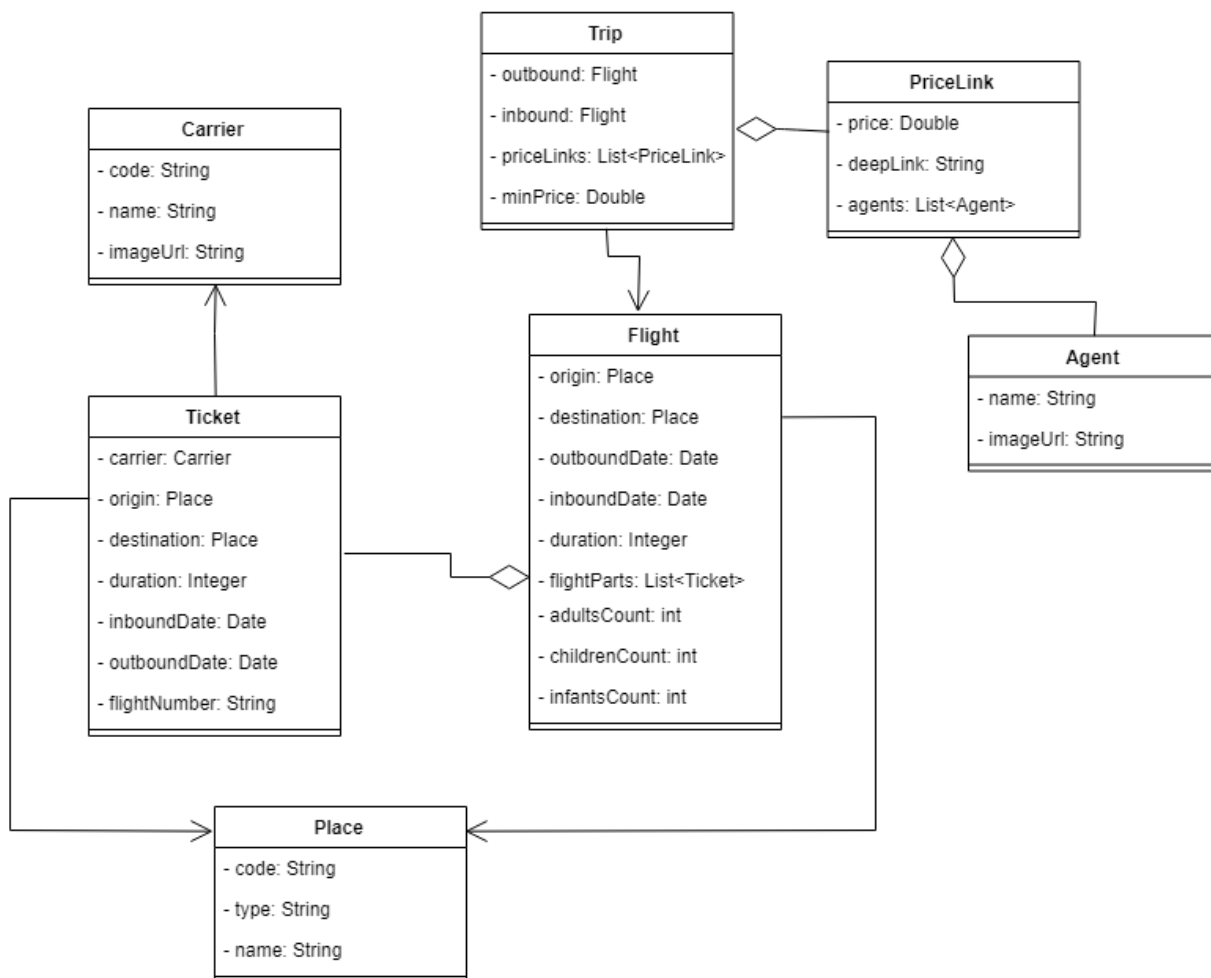 Trip
- outbound: Flight
- inbound: Flight
- priceLinks: List<PriceLink>
- minPrice: Double
PriceLink
- price: Double
- deepLink: String
- agents: List<Agent>
Carrier
- code: String
- name: String
- imageUrl: String
Flight
- origin: Place
- destination: Place
- outboundDate: Date
- inboundDate: Date
- duration: Integer
- flightParts: List<Ticket>
- adultsCount: int
- childrenCount: int
- infantsCount: int
Agent
- name: String
- imageUrl: String
Ticket
- carrier: Carrier
- origin: Place
- destination: Place
- duration: Integer
- inboundDate: Date
- outboundDate: Date
- flightNumber: String
Place
- code: String
- type: String
- name: String